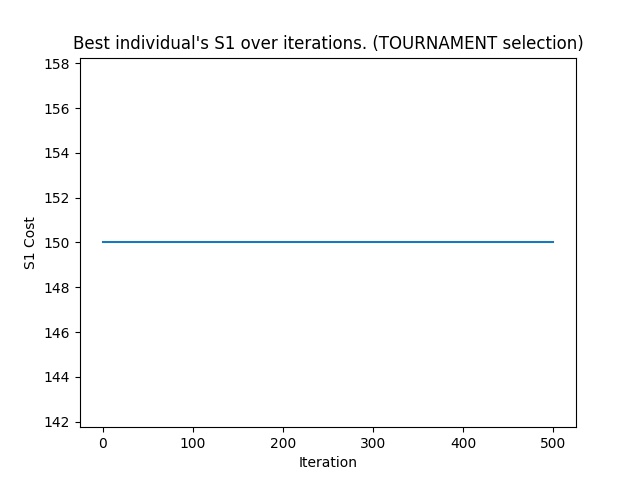 Best individual's S1 over iterations. (TOURNAMENT selection)
158
156
154
152
150
148
146
144
142
S1 Cost
0 100 200 300 400 500
Iteration